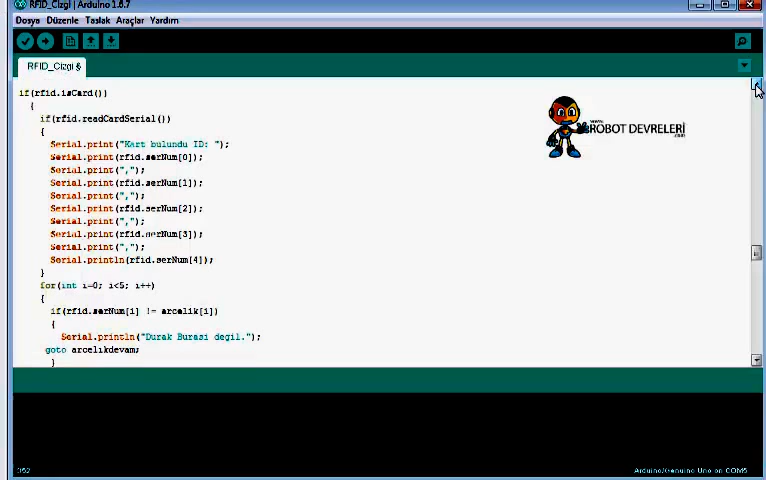 RFID_Cizgi | Arduino 1.6.7
Dosya Düzenle Taslak Araçlar Yardım
RFID_Cizgi §
if(rfid.isCard())
{
if(rfid.readCardSerial())
{
Serial.print("Kart bulundu ID: ");
Serial.print(rfid.serNum[0]);
Serial.print(",");
Serial.print(rfid.serNum[1]);
Serial.print(",");
Serial.print(rfid.serNum[2]);
Serial.print(",");
Serial.print(rfid.serNum[3]);
Serial.print(",");
Serial.println(rfid.serNum[4]);
}
for(int i=0; i<5; i++)
{
if(rfid.serNum[i] != arcelik[i])
{
Serial.println("Durak Burasi degil.");
goto arcelikdevam;
}
www.
ROBOT DEVRELERİ
.com
352
Arduino/Genuino Uno on COM5